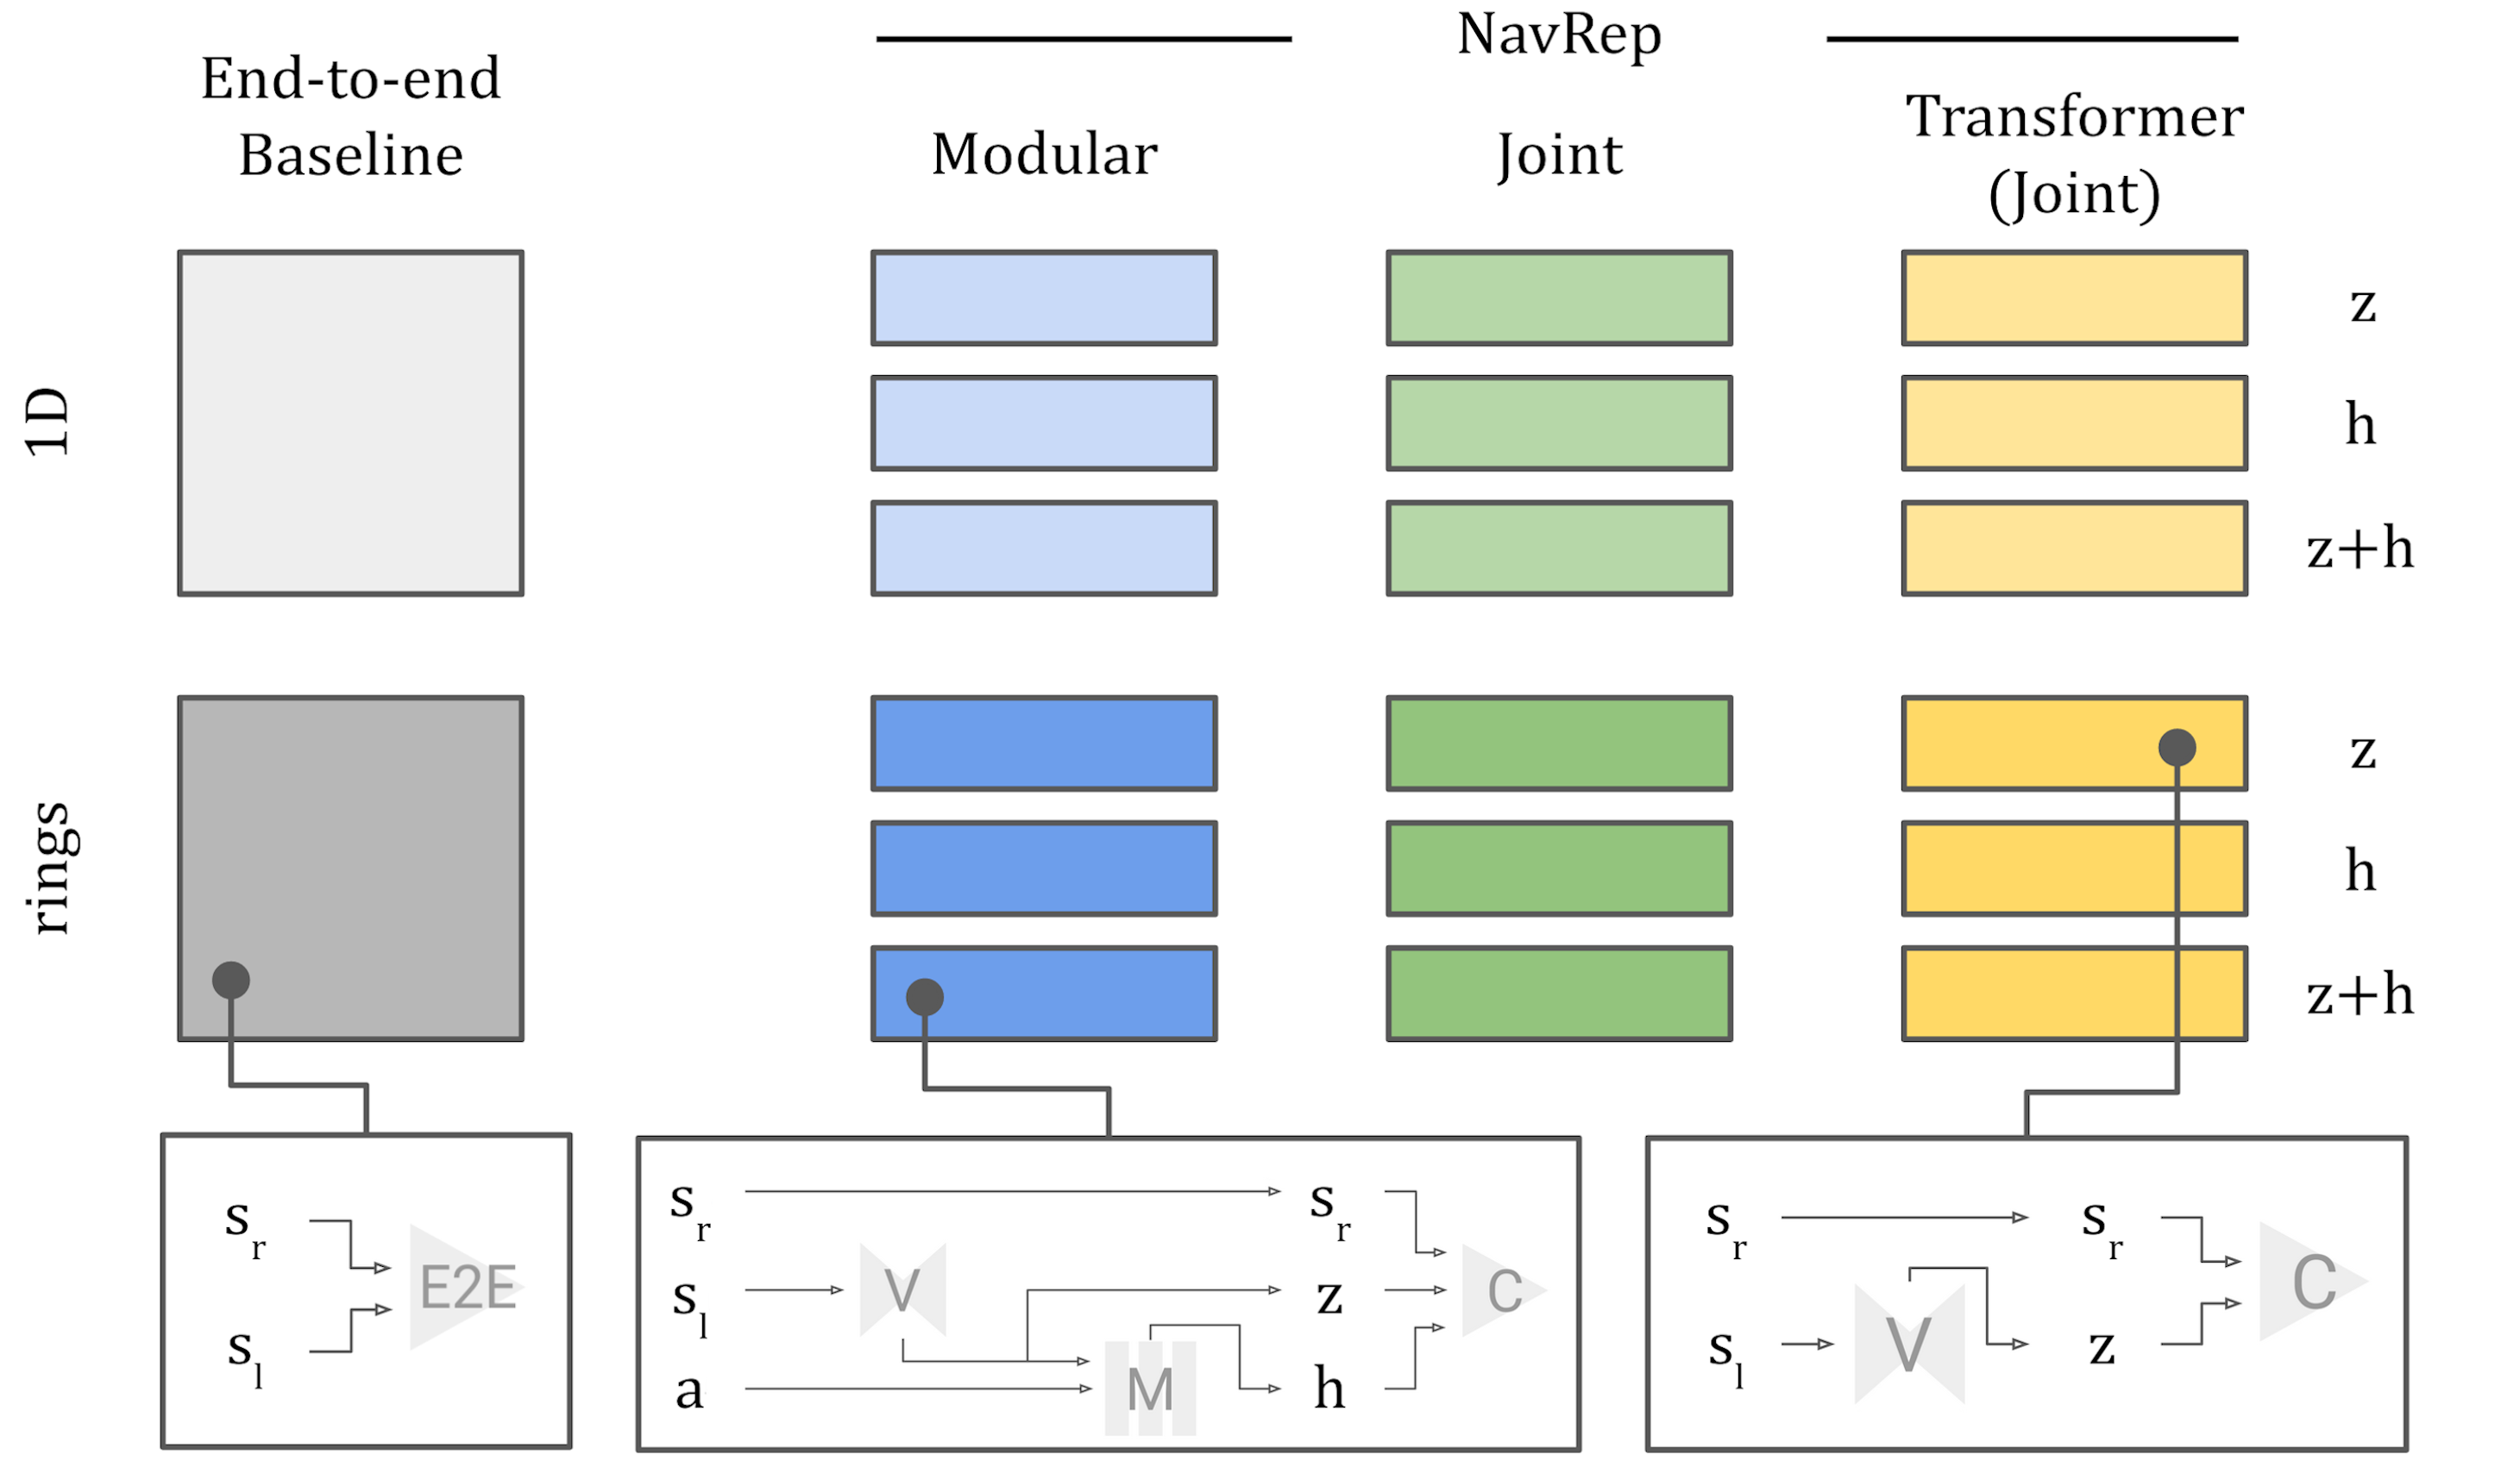 NavRep
End-to-end
Baseline
Modular
Joint
Transformer
(Joint)
1D
z
h
z+h
rings
z
h
z+h
s_r
s_l
E2E
s_r
s_l
a
V
M
s_r
z
h
C
s_r
s_l
V
s_r
z
C